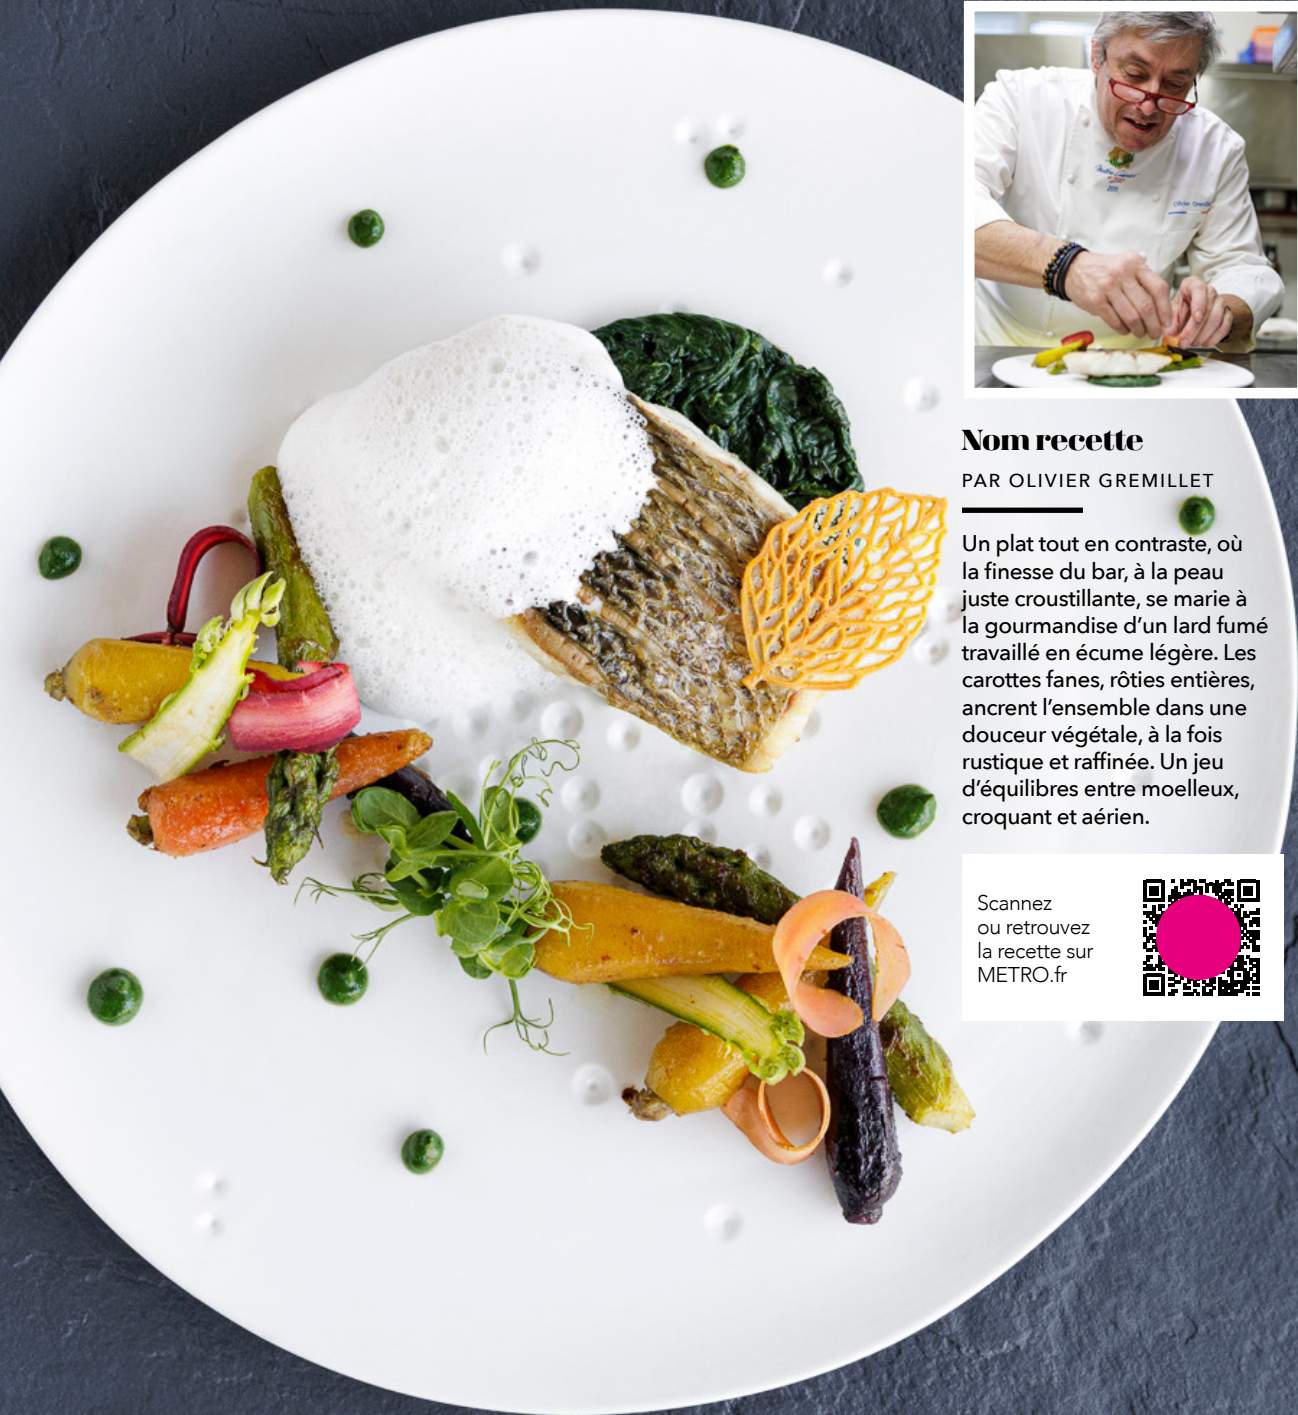 Nom recette
PAR OLIVIER GREMILLET
Un plat tout en contraste, où
la finesse du bar, à la peau
juste croustillante, se marie à
la gourmandise d’un lard fumé
travaillé en écume légère. Les
carottes fanes, rôties entières,
ancrent l’ensemble dans une
douceur végétale, à la fois
rustique et raffinée. Un jeu
d’équilibres entre moelleux,
croquant et aérien.
Scannez
ou retrouvez
la recette sur
METRO.fr